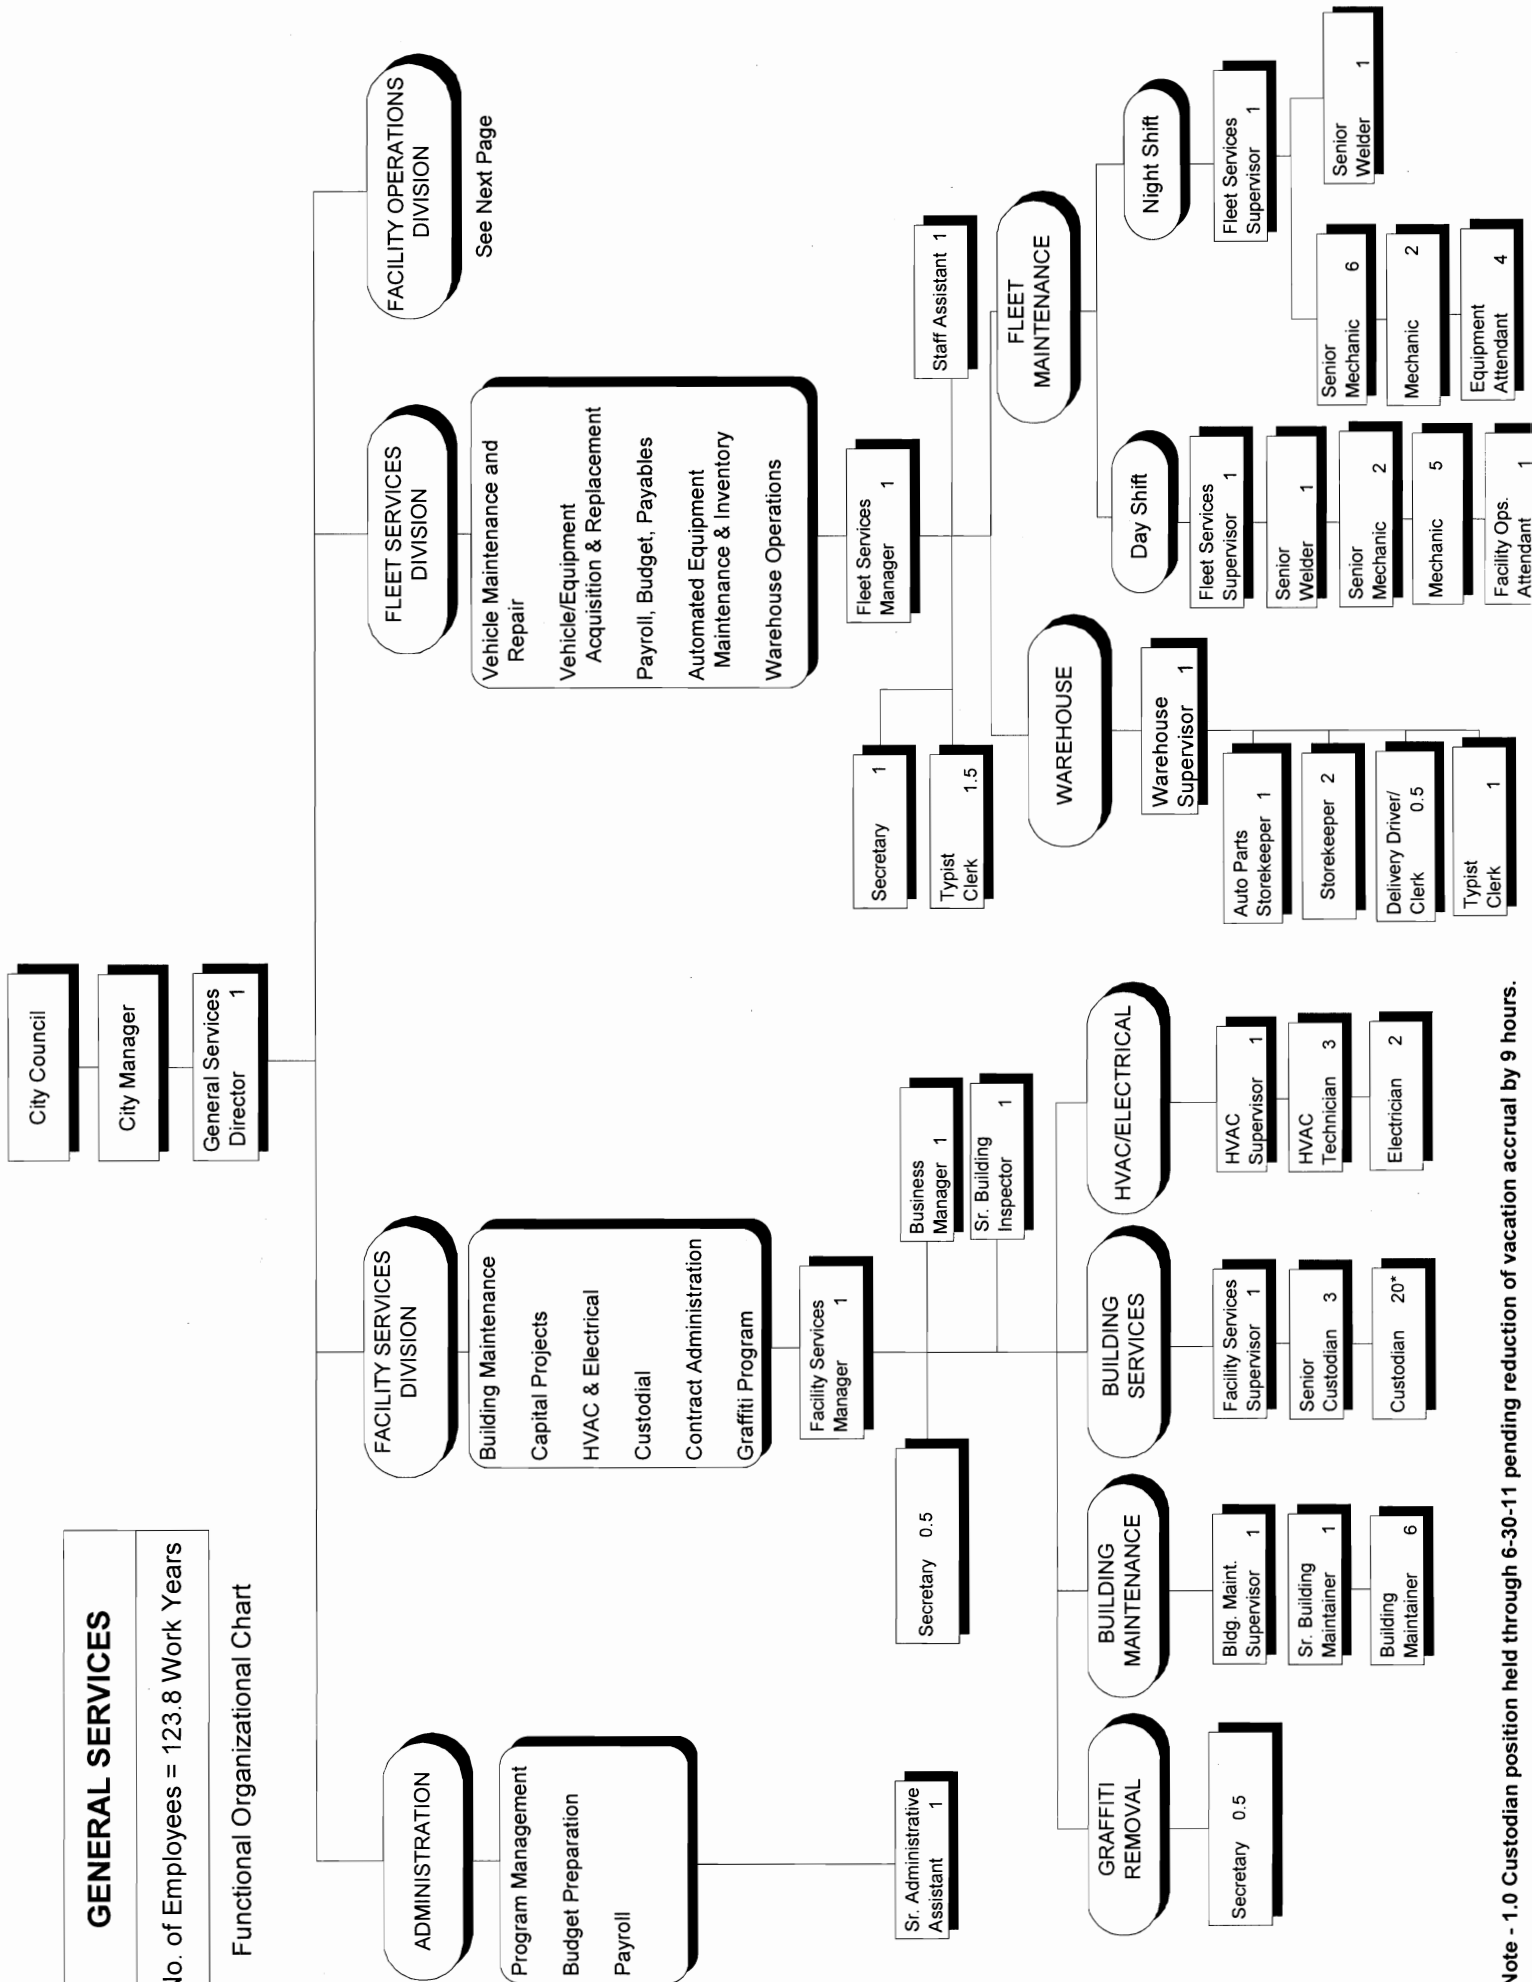 GENERAL SERVICES
No. of Employees = 123.8 Work Years
Functional Organizational Chart
City Council
City Manager
General Services
Director 1
ADMINISTRATION
Program Management
Budget Preparation
Payroll
Sr. Administrative
Assistant 1
FACILITY SERVICES
DIVISION
Building Maintenance
Capital Projects
HVAC & Electrical
Custodial
Contract Administration
Graffiti Program
Facility Services
Manager 1
Secretary 0.5
Business
Manager 1
Sr. Building
Inspector 1
GRAFFITI
REMOVAL
Secretary 0.5
BUILDING
MAINTENANCE
Bldg. Maint.
Supervisor 1
Sr. Building
Maintainer 1
Building
Maintainer 6
BUILDING
SERVICES
Facility Services
Supervisor 1
Senior
Custodian 3
Custodian 20*
HVAC/ELECTRICAL
HVAC
Supervisor 1
HVAC
Technician 3
Electrician 2
FLEET SERVICES
DIVISION
Vehicle Maintenance and
Repair
Vehicle/Equipment
Acquisition & Replacement
Payroll, Budget, Payables
Automated Equipment
Maintenance & Inventory
Warehouse Operations
Fleet Services
Manager 1
Secretary 1
Typist
Clerk 1.5
Staff Assistant 1
WAREHOUSE
Warehouse
Supervisor 1
Auto Parts
Storekeeper 1
Storekeeper 2
Delivery Driver/
Clerk 0.5
Typist
Clerk 1
FLEET
MAINTENANCE
Day Shift
Fleet Services
Supervisor 1
Senior
Welder 1
Senior
Mechanic 2
Mechanic 5
Facility Ops.
Attendant 1
Night Shift
Fleet Services
Supervisor 1
Senior
Mechanic 6
Mechanic 2
Equipment
Attendant 4
Senior
Welder 1
FACILITY OPERATIONS
DIVISION
See Next Page
Note - 1.0 Custodian position held through 6-30-11 pending reduction of vacation accrual by 9 hours.